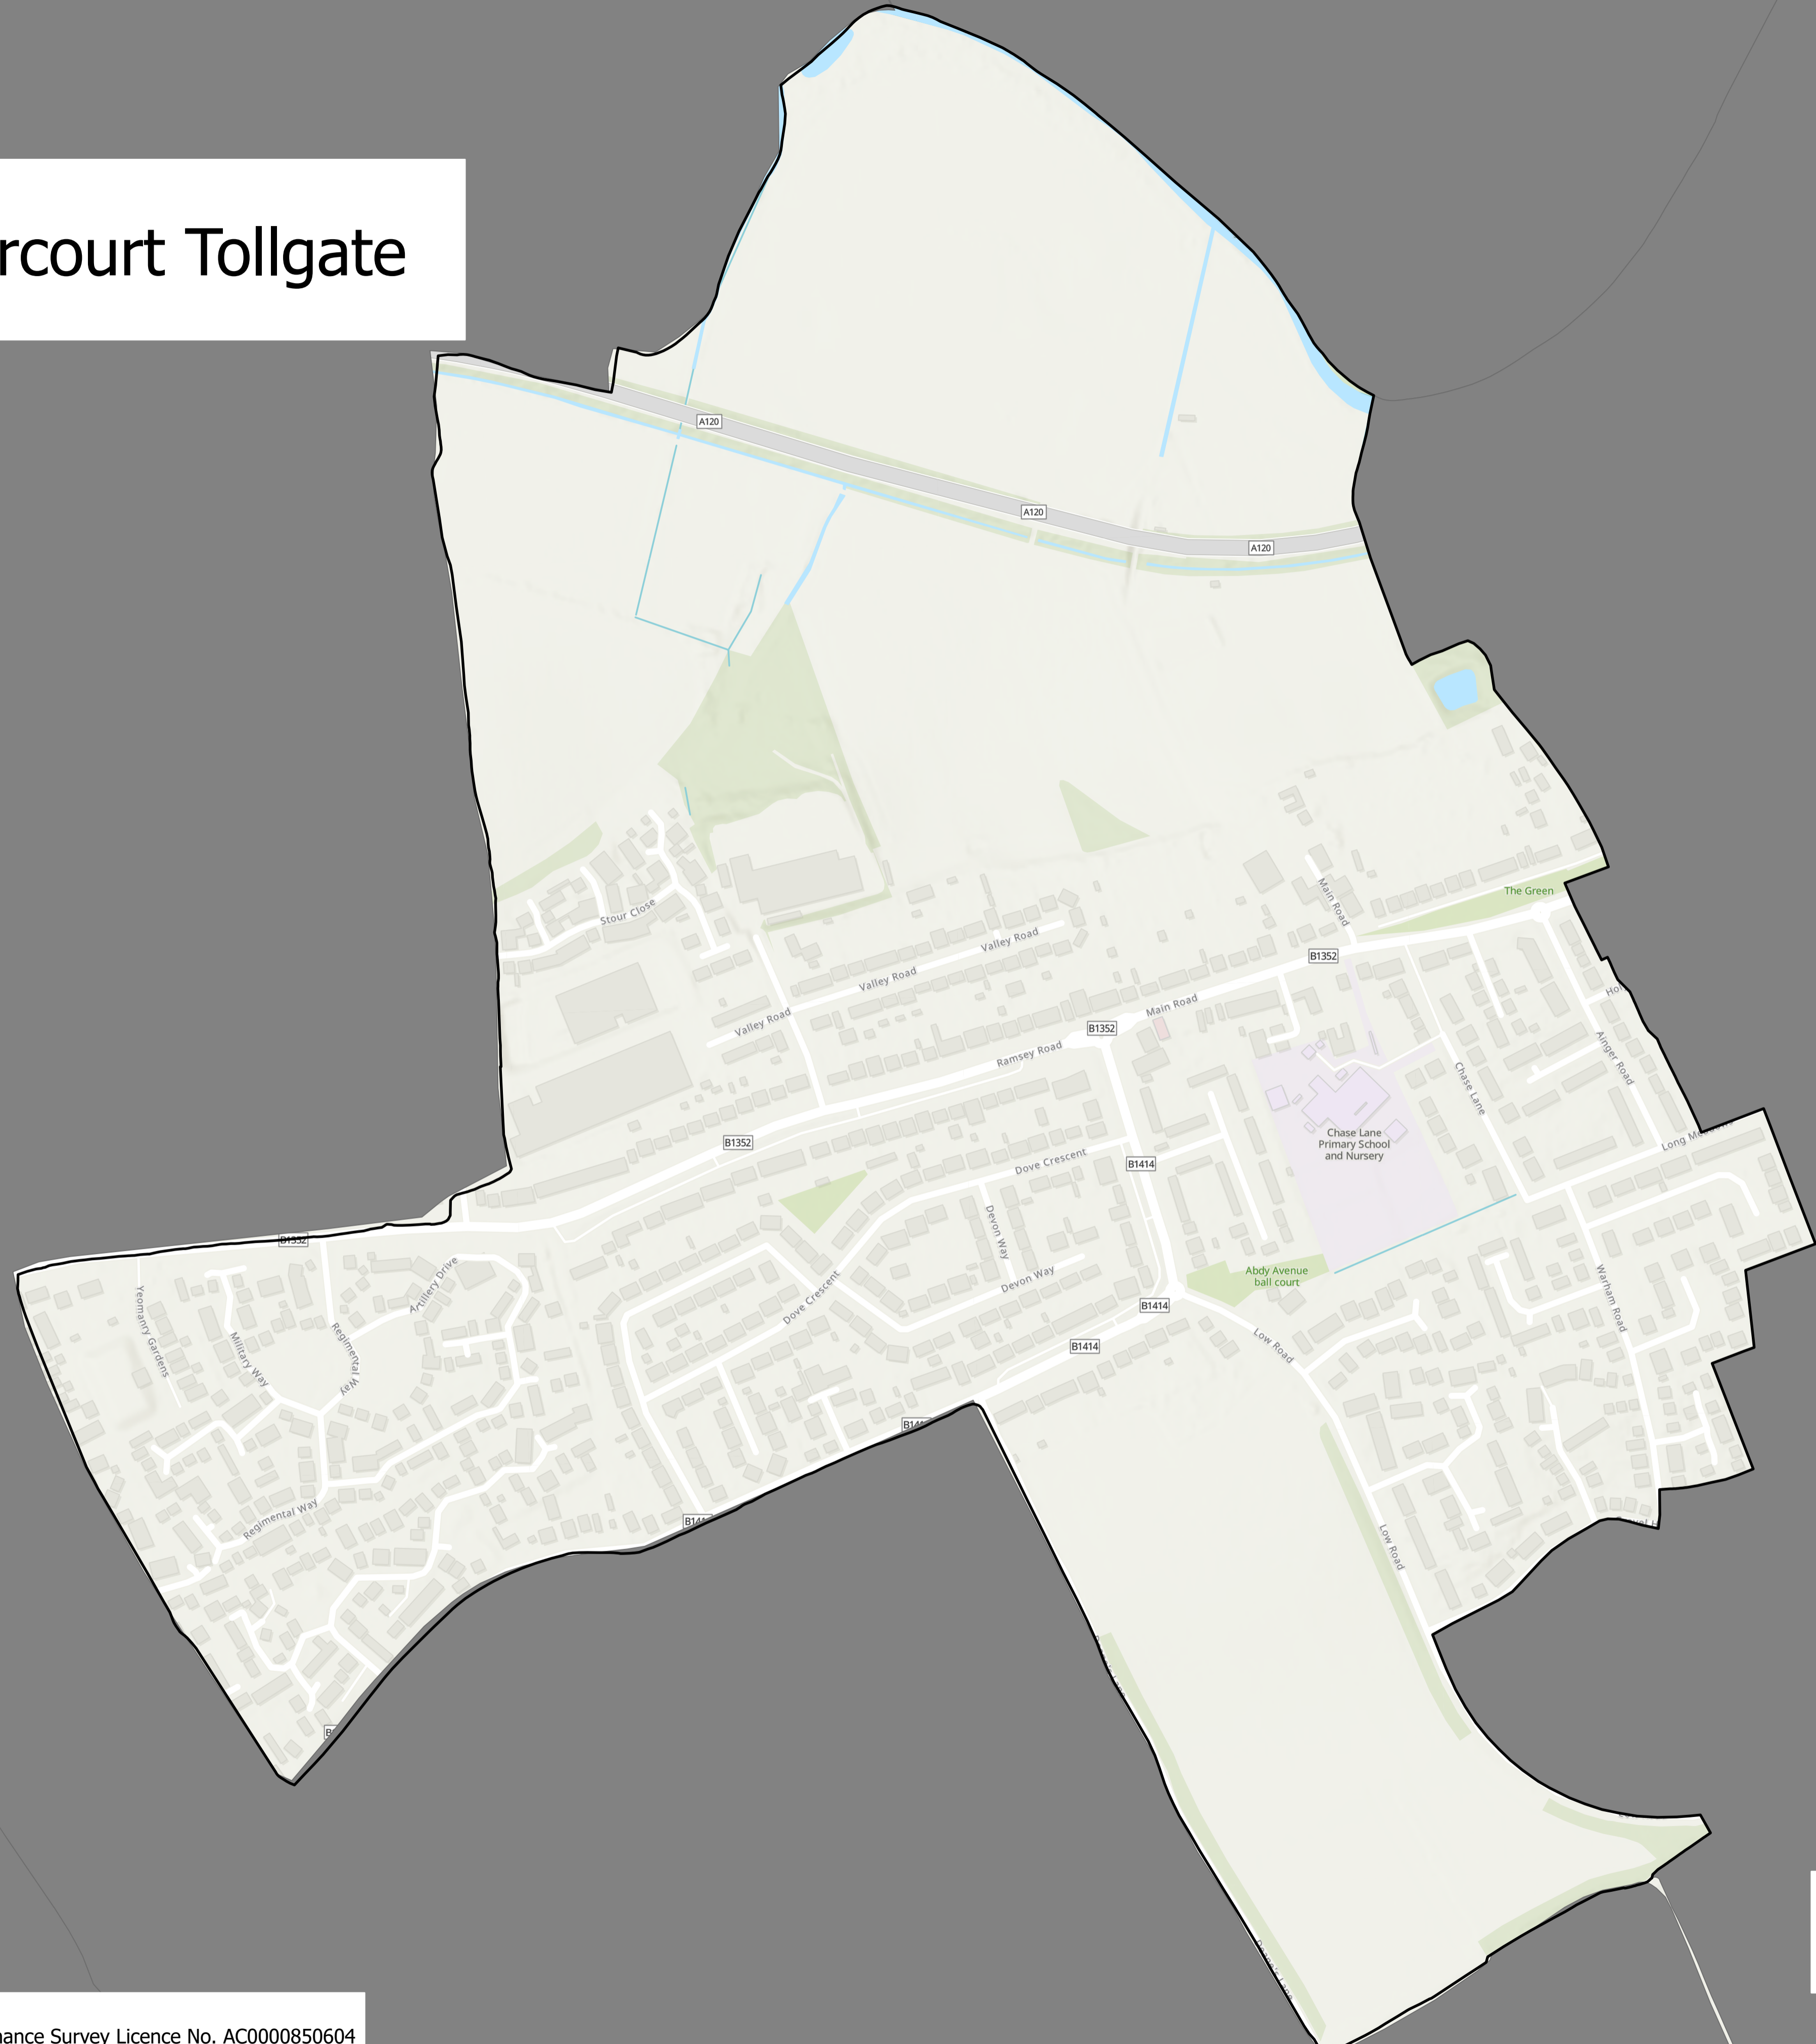 rcourt Tollgate
A120
A120
A120
The Green
Main Road
Stour Close
Valley Road
B1352
Valley Road
Main Road
Valley Road
B1352
Ramsey Road
Ainger Road
Chase Lane
B1352
Chase Lane
Primary School
and Nursery
Dove Crescent
B1414
B1352
Devon Way
Abdy Avenue
ball court
Artillery Drive
Devon Way
Dove Crescent
B1414
Warham Road
Yeomanry Gardens
Military Way
Regimental Way
B1414
Low Road
Regimental Way
Low Road
nance Survey Licence No. AC0000850604